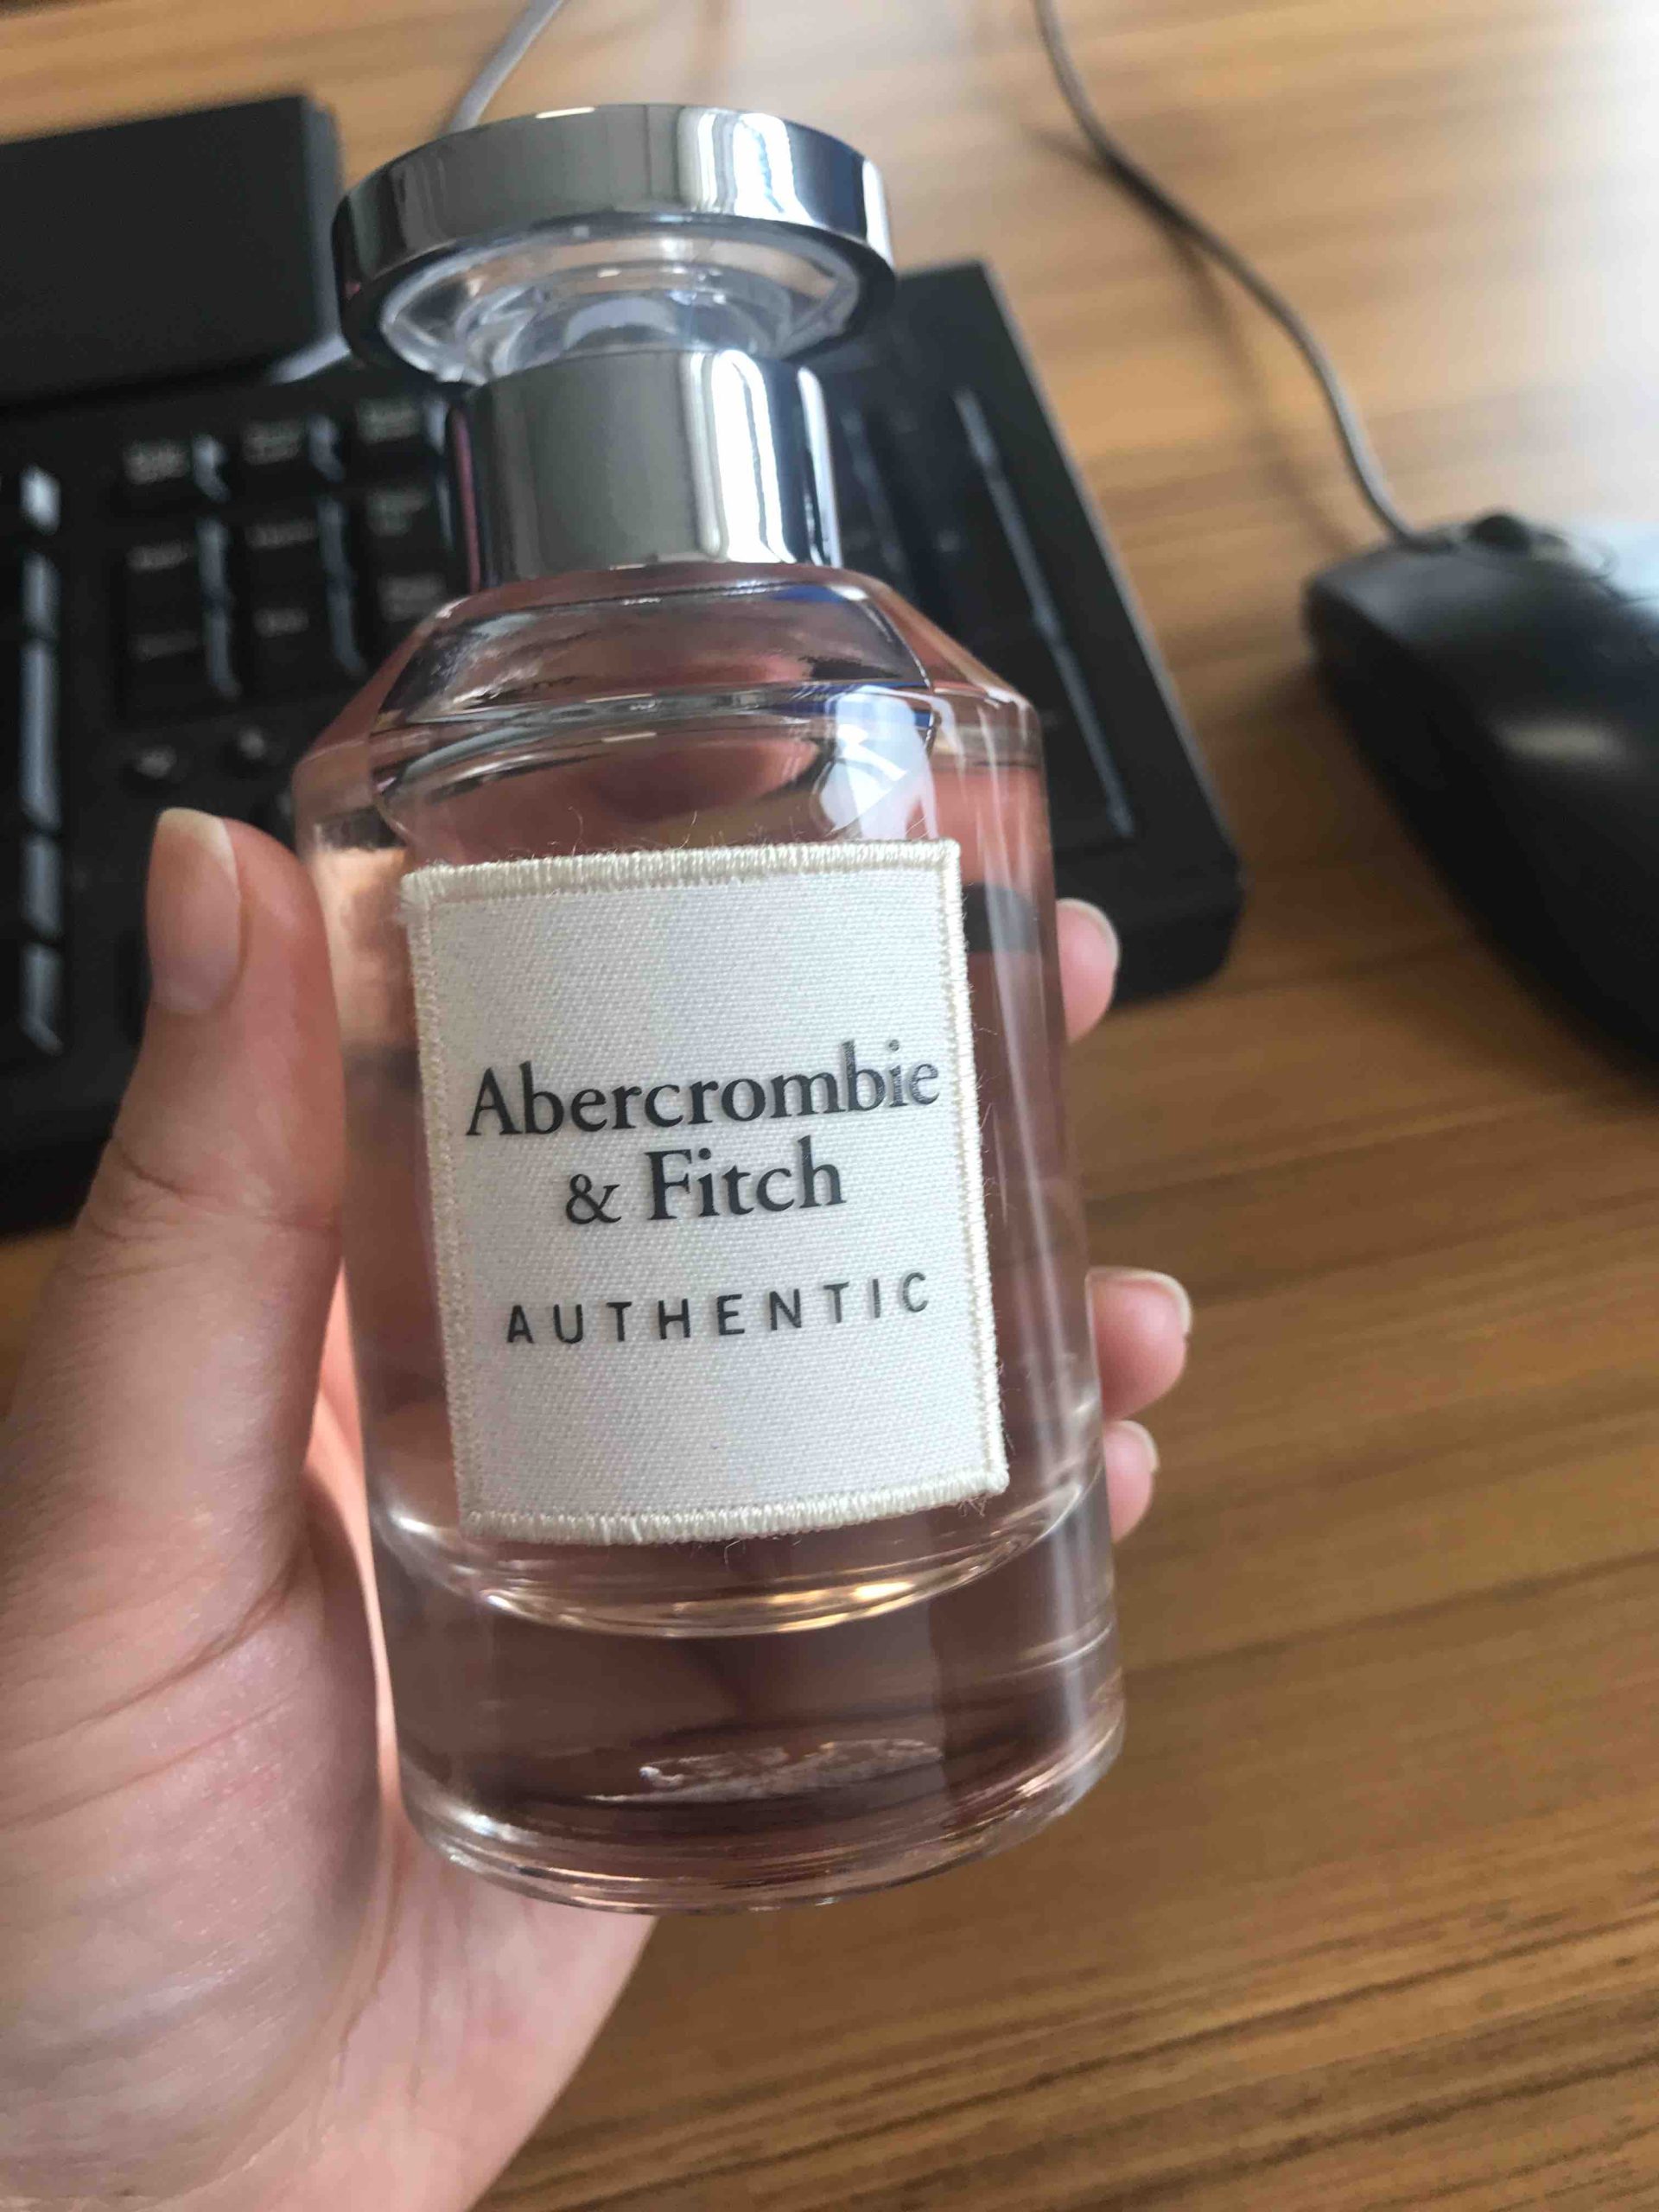 Abercrombie
& Fitch
AUTHENTIC